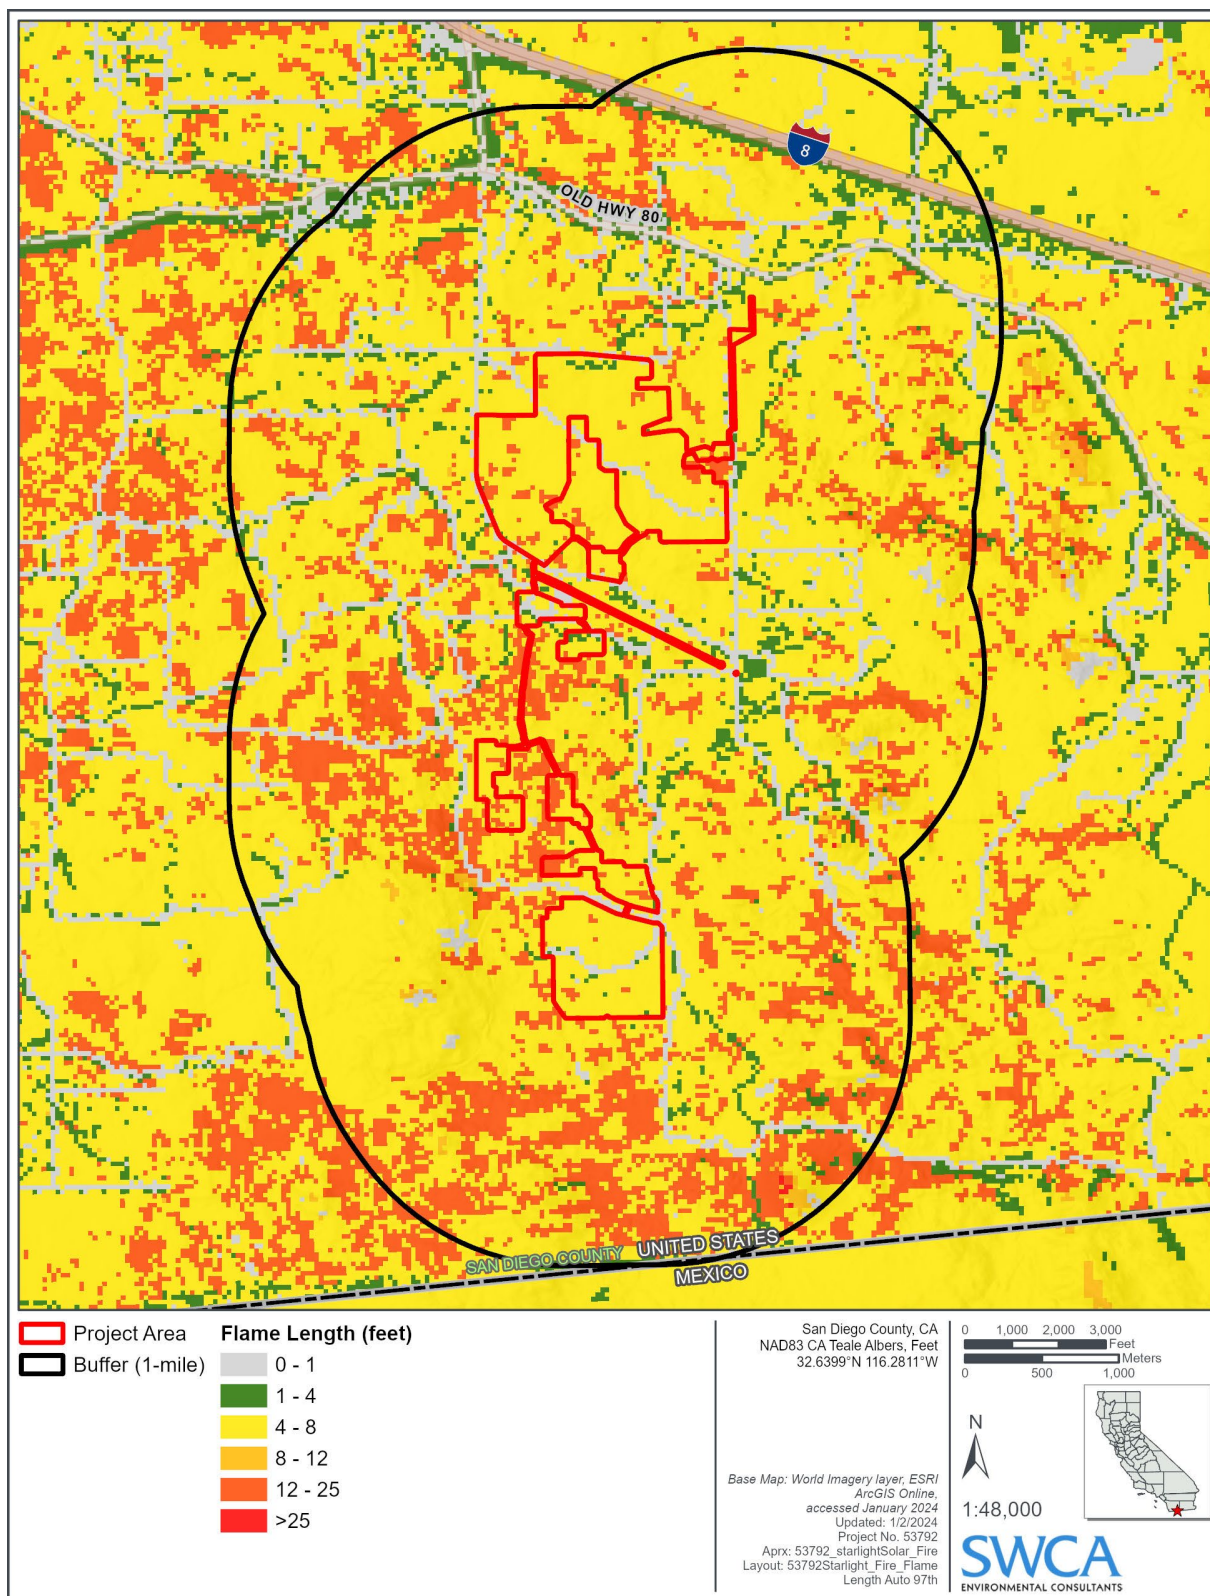 8
OLD HWY 80
SAN DIEGO COUNTY
UNITED STATES
MEXICO
Project Area
Buffer (1-mile)
Flame Length (feet)
0 - 1
1 - 4
4 - 8
8 - 12
12 - 25
>25
San Diego County, CA
NAD83 CA Teale Albers, Feet
32.6399°N 116.2811°W
Base Map: World Imagery layer, ESRI
ArcGIS Online,
accessed January 2024
Updated: 1/2/2024
Project No. 53792
Aprx: 53792_starlightSolar_Fire
Layout: 53792Starlight_Fire_Flame
Length Auto 97th
0 1,000 2,000 3,000
Feet
Meters
0 500 1,000
N
1:48,000
SWCA
ENVIRONMENTAL CONSULTANTS